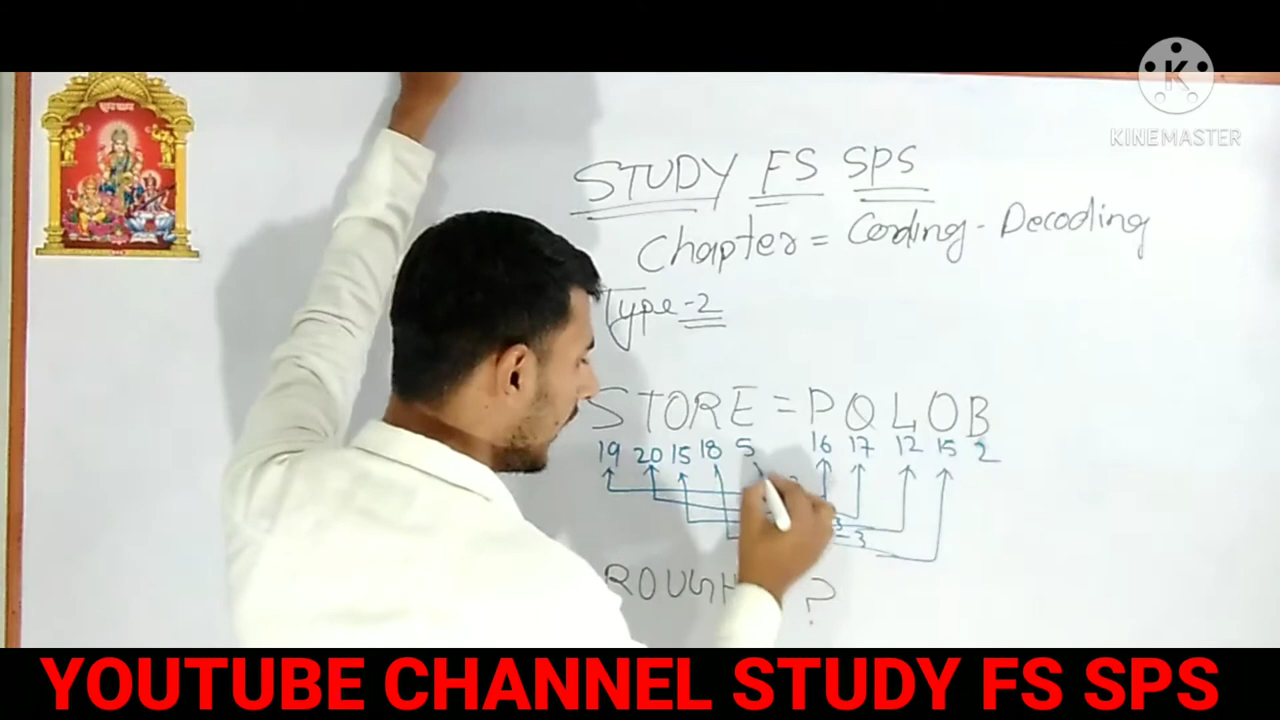 KINEMASTER
STUDY FS SPS
Chapter = Coding - Decoding
Type-2
STORE = PQLOB
19 20 15 18 5 16 17 12 15 2
-3
ROUGH ?
YOUTUBE CHANNEL STUDY FS SPS